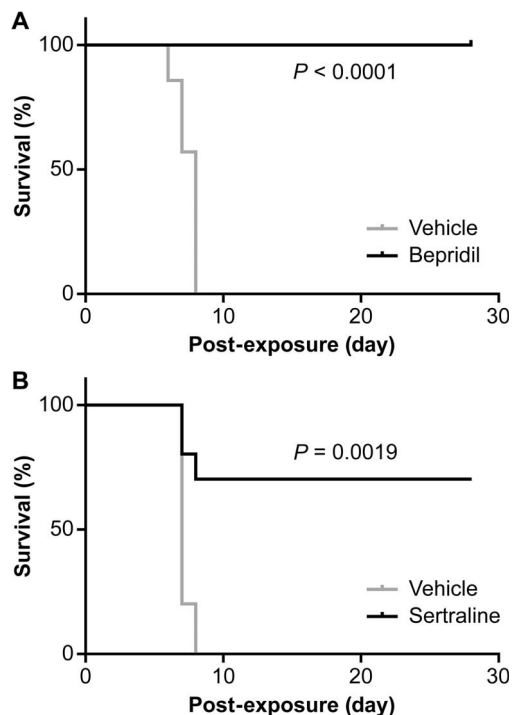 A
Survival (%)
100
50
0
P < 0.0001
Vehicle
Bepridil
0 10 20 30
Post-exposure (day)
B
Survival (%)
100
50
0
P = 0.0019
Vehicle
Sertraline
0 10 20 30
Post-exposure (day)